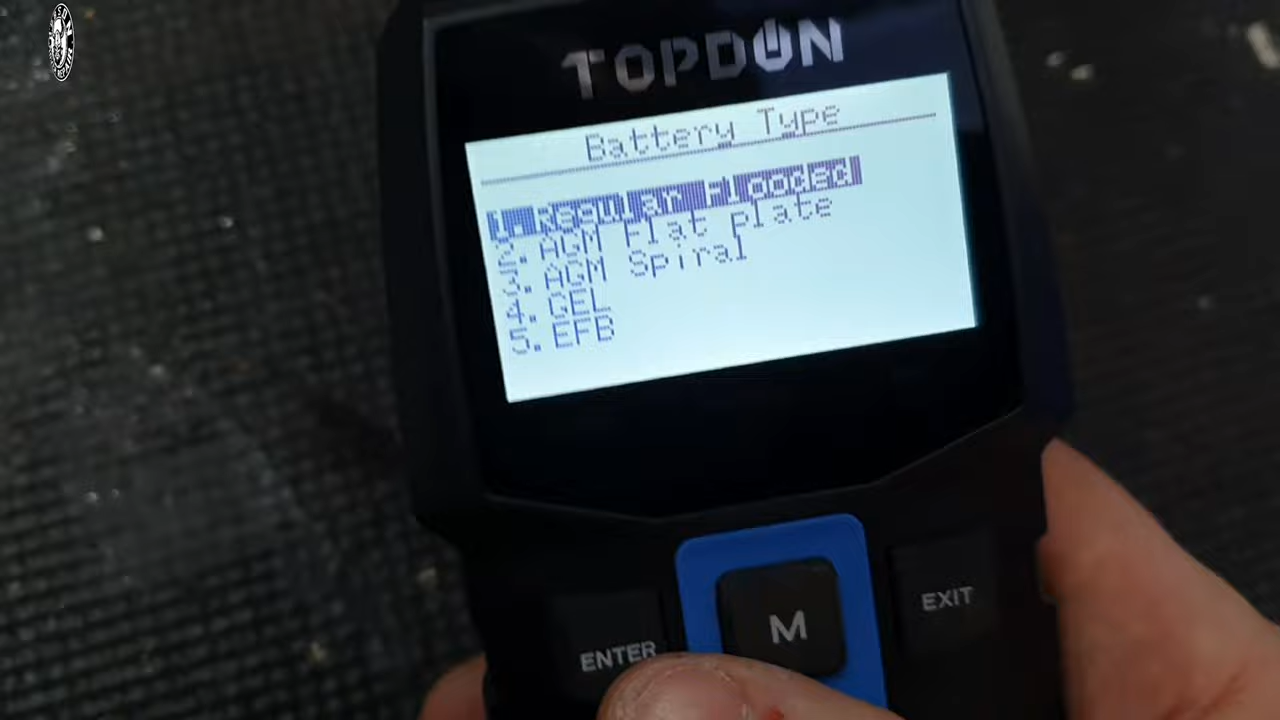 TOPDON
Battery Type
1. Regular Flooded
2. AGM Flat Plate
3. AGM Spiral
4. GEL
5. EFB
ENTER
M
EXIT